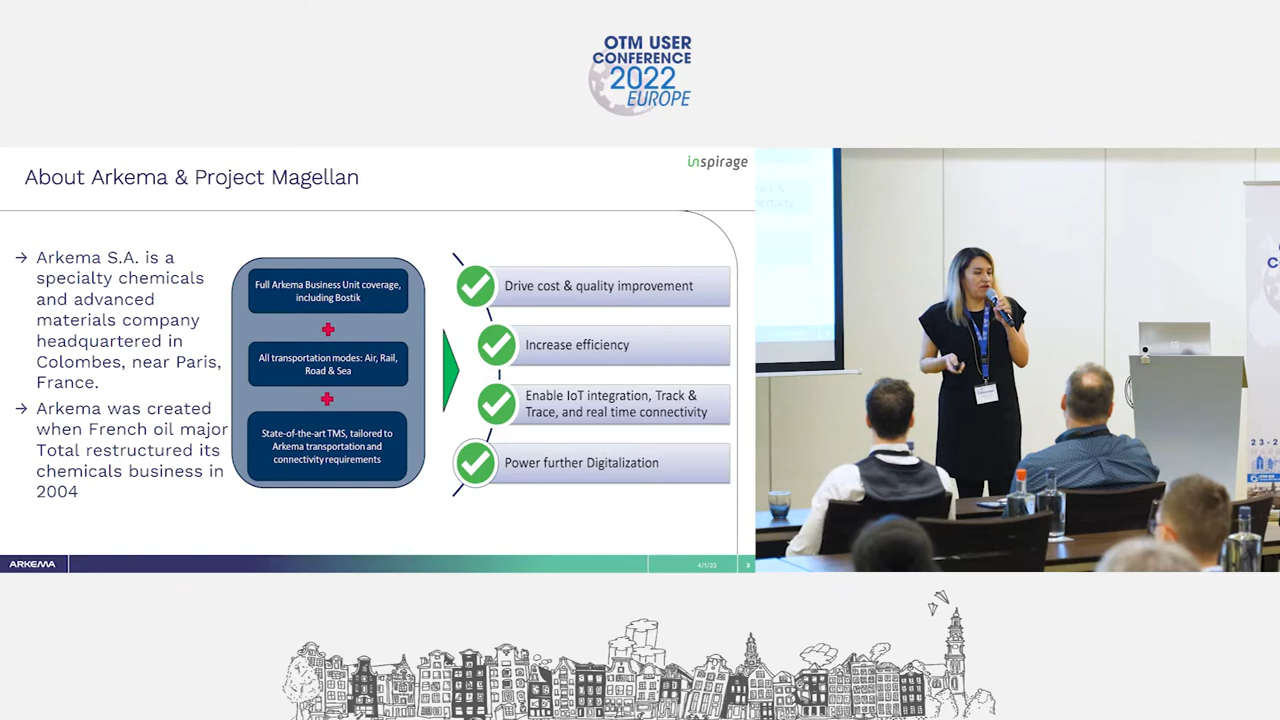 OTM USER
CONFERENCE
2022
EUROPE
inspirage
About Arkema & Project Magellan
→ Arkema S.A. is a
specialty chemicals
and advanced
materials company
headquartered in
Colombes, near Paris,
France.
→ Arkema was created
when French oil major
Total restructured its
chemicals business in
2004
Full Arkema Business Unit coverage,
including Bostik
All transportation modes: Air, Rail,
Road & Sea
State-of-the-art TMS, tailored to
Arkema transportation and
connectivity requirements
Drive cost & quality improvement
Increase efficiency
Enable IoT integration, Track &
Trace, and real time connectivity
Power further Digitalization
ARKEMA
4/1/22
3